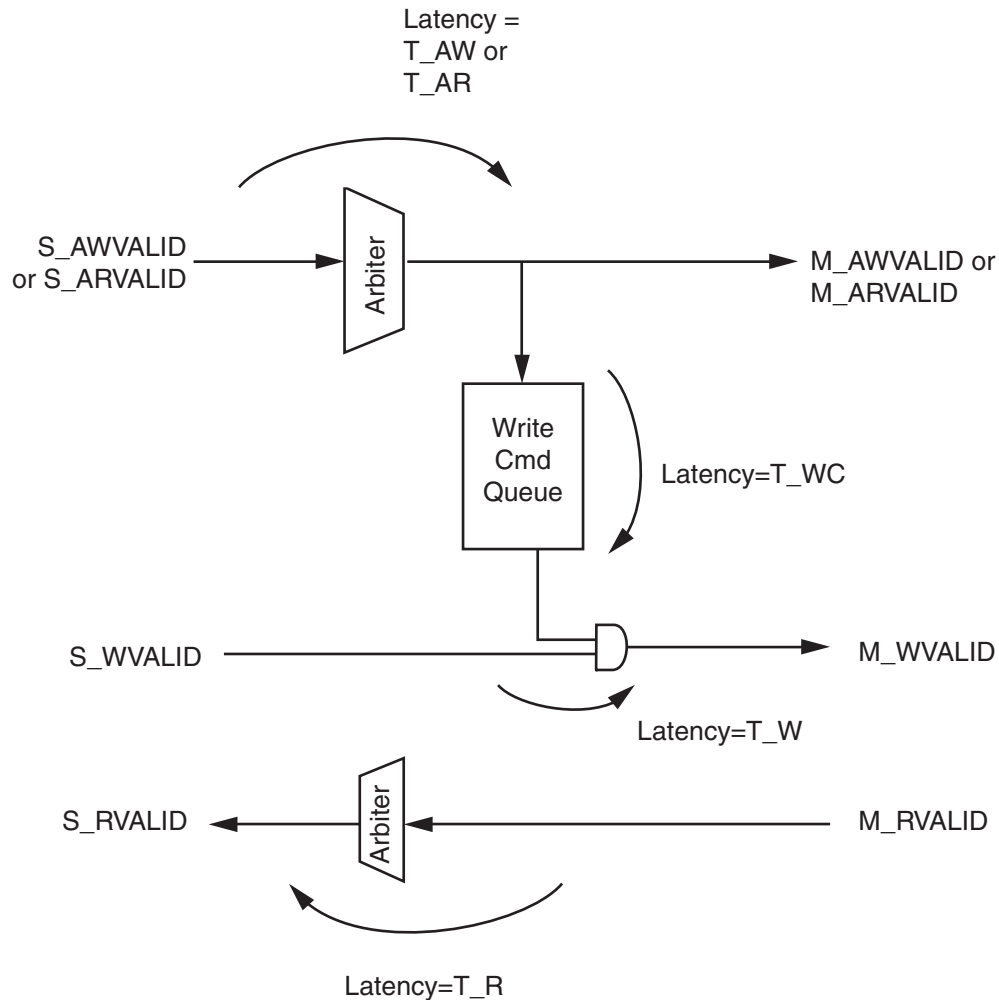 Latency =
T_AW or
T_AR
S_AWVALID
or S_ARVALID
Arbiter
M_AWVALID or
M_ARVALID
Write
Cmd
Queue
Latency=T_WC
S_WVALID
M_WVALID
Latency=T_W
S_RVALID
Arbiter
M_RVALID
Latency=T_R